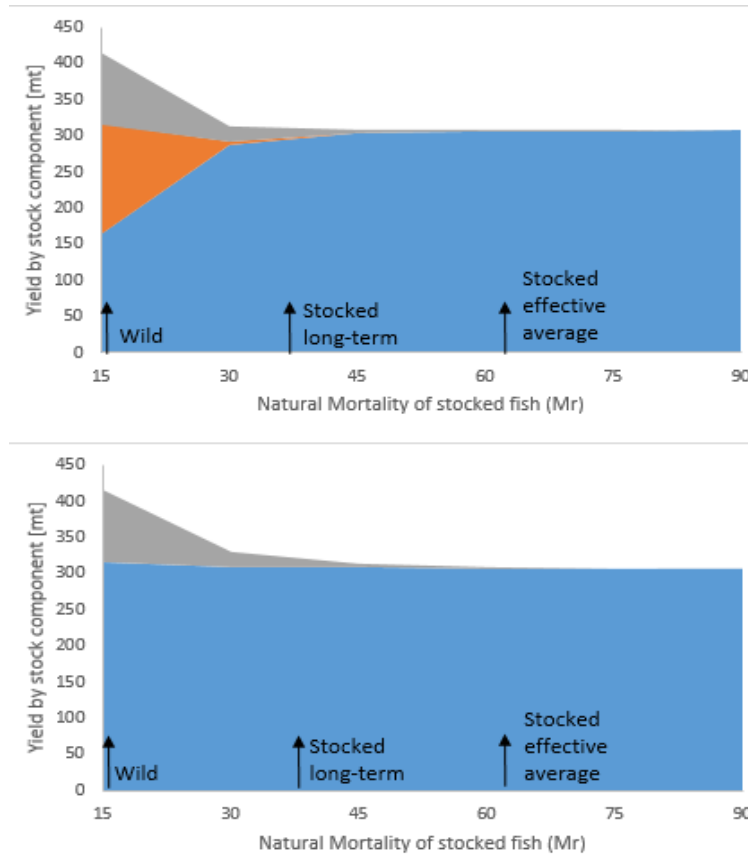 Yield by stock component [mt]
450
400
350
300
250
200
150
100
50
0
Wild
Stocked
long-term
Stocked
effective
average
15
30
45
60
75
90
Natural Mortality of stocked fish (Mr)
Yield by stock component [mt]
450
400
350
300
250
200
150
100
50
0
Wild
Stocked
long-term
Stocked
effective
average
15
30
45
60
75
90
Natural Mortality of stocked fish (Mr)